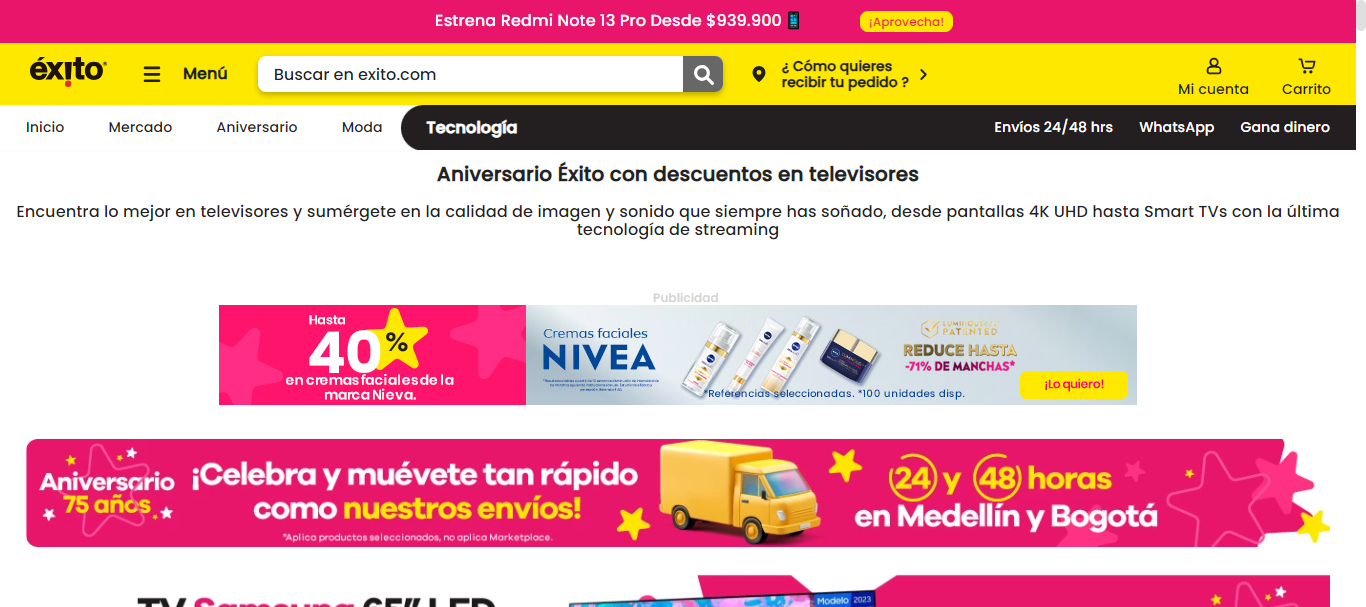 Estrena Redmi Note 13 Pro Desde $939.900
¡Aprovecha!
éxito
Menú
Buscar en exito.com
¿ Cómo quieres
recibir tu pedido ?
Mi cuenta
Carrito
Inicio
Mercado
Aniversario
Moda
Tecnología
Envíos 24/48 hrs
WhatsApp
Gana dinero
Aniversario Éxito con descuentos en televisores
Encuentra lo mejor en televisores y sumérgete en la calidad de imagen y sonido que siempre has soñado, desde pantallas 4K UHD hasta Smart TVs con la última
tecnología de streaming
Publicidad
Hasta
40%
en cremas faciales de la
marca Nieva.
Cremas faciales
NIVEA
PATENTED
REDUCE HASTA
-71% DE MANCHAS*
¡Lo quiero!
*Referencias seleccionadas. *100 unidades disp.
Aniversario
75 años.
¡Celebra y muévete tan rápido
como nuestros envíos!
*Aplica productos seleccionados, no aplica Marketplace.
24 y 48 horas
en Medellín y Bogotá
TV Samsung 65" LED
Modelo 2023